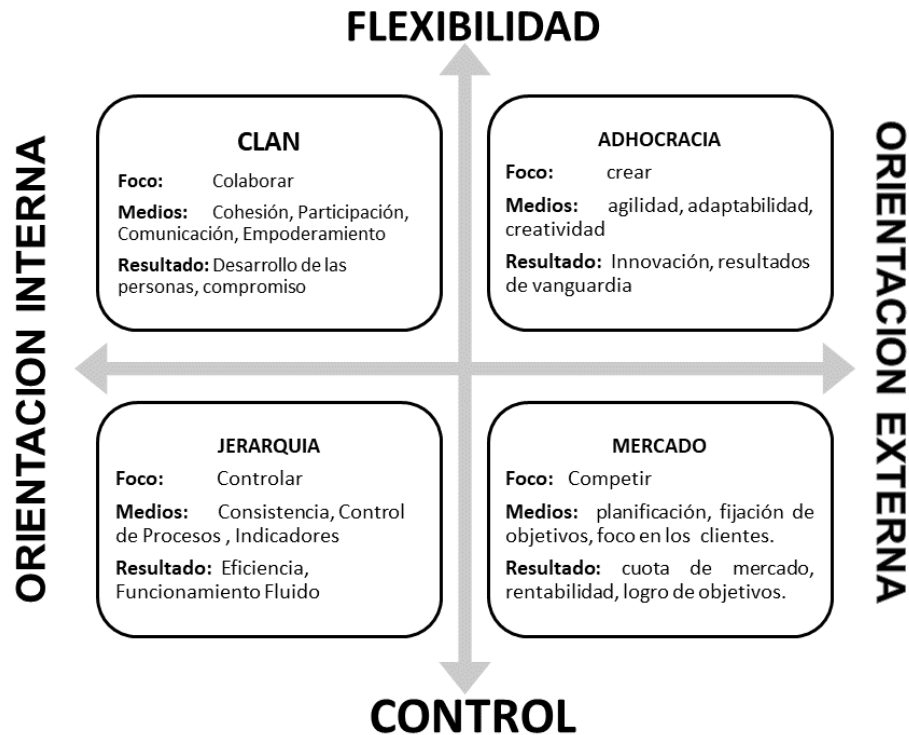 FLEXIBILIDAD
ORIENTACION INTERNA
CLAN
Foco: Colaborar
Medios: Cohesión, Participación,
Comunicación, Empoderamiento
Resultado: Desarrollo de las
personas, compromiso
ADHOCRACIA
Foco: crear
Medios: agilidad, adaptabilidad,
creatividad
Resultado: Innovación, resultados
de vanguardia
ORIENTACION EXTERNA
JERARQUIA
Foco: Controlar
Medios: Consistencia, Control
de Procesos , Indicadores
Resultado: Eficiencia,
Funcionamiento Fluido
MERCADO
Foco: Competir
Medios: planificación, fijación de
objetivos, foco en los clientes.
Resultado: cuota de mercado,
rentabilidad, logro de objetivos.
CONTROL